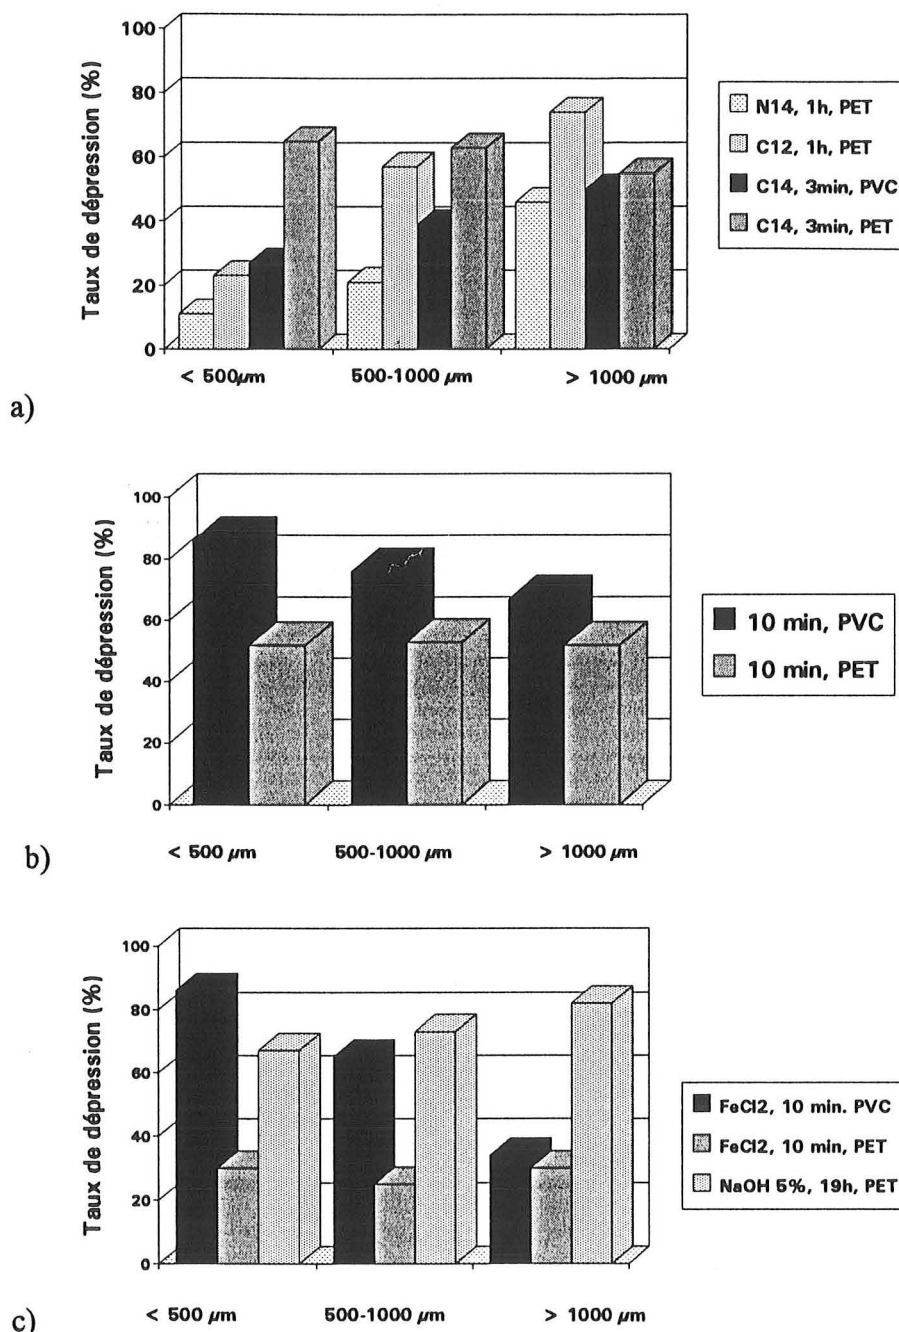 Taux de dépression (%)
100
80
60
40
20
0
< 500µm
500-1000 µm
> 1000 µm
N14, 1h, PET
C12, 1h, PET
C14, 3min, PVC
C14, 3min, PET
a)
Taux de dépression (%)
100
80
60
40
20
0
< 500 µm
500-1000 µm
> 1000 µm
10 min, PVC
10 min, PET
b)
Taux de dépression (%)
100
80
60
40
20
0
< 500 µm
500-1000 µm
> 1000 µm
FeCl2, 10 min. PVC
FeCl2, 10 min, PET
NaOH 5%, 19h, PET
c)